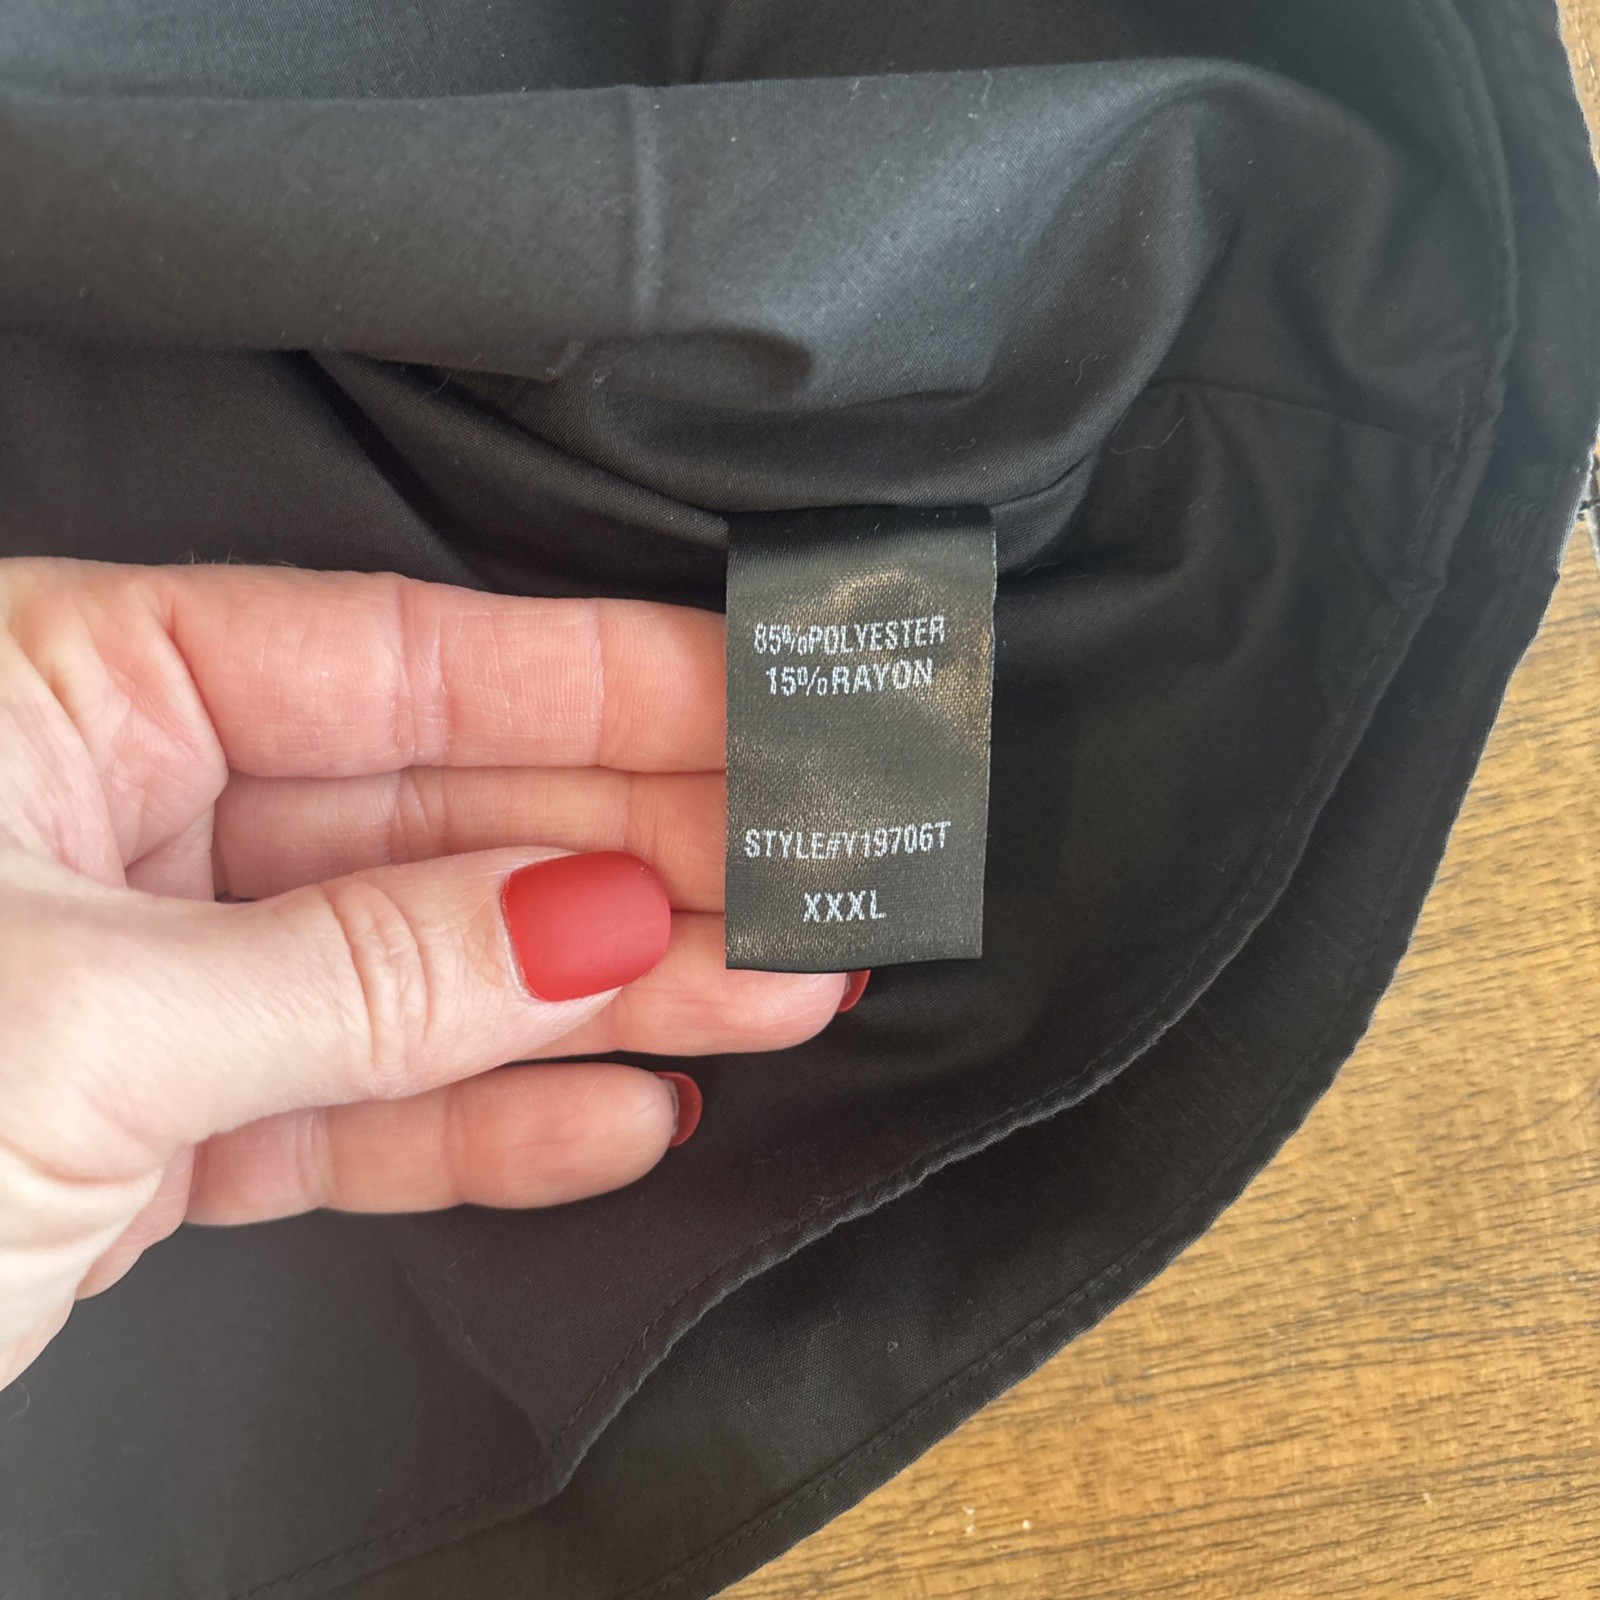 85%POLYESTER
15%RAYON
STYLE#Y19706T
XXXL